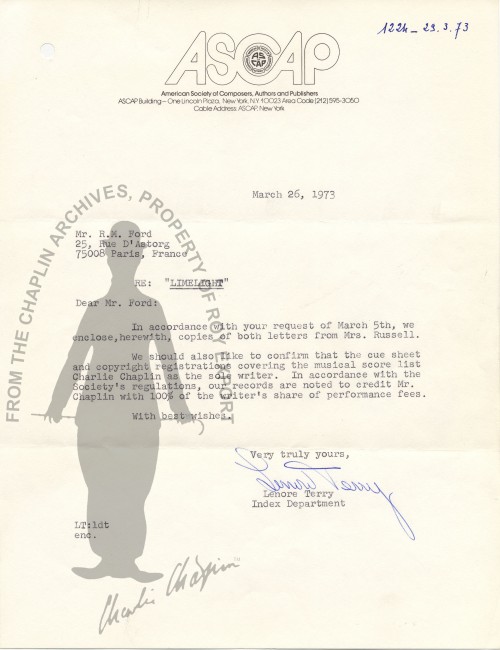 122h - 29.3.73
ASCAP
American Society of Composers, Authors and Publishers
ASCAP Building—One Lincoln Plaza, New York, N.Y. 10023 Area Code (212) 595-3050
Cable Address: ASCAP, New York
March 26, 1973
Mr. R.M. Ford
25, Rue D'Astorg
75008 Paris, France
RE: "LIMELIGHT"
Dear Mr. Ford:
In accordance with your request of March 5th, we
enclose,herewith, copies of both letters from Mrs. Russell.
We should also like to confirm that the cue sheet
and copyright registrations covering the musical score list
Charlie Chaplin as the sole writer. In accordance with the
Society's regulations, our records are noted to credit Mr.
Chaplin with 100% of the writer's share of performance fees.
With best wishes.
Very truly yours,
Lenore Terry
Lenore Terry
Index Department
LT:ldt
enc.
FROM THE CHAPLIN ARCHIVES, PROPERTY OF ROY EXPORT
Charlie Chaplin